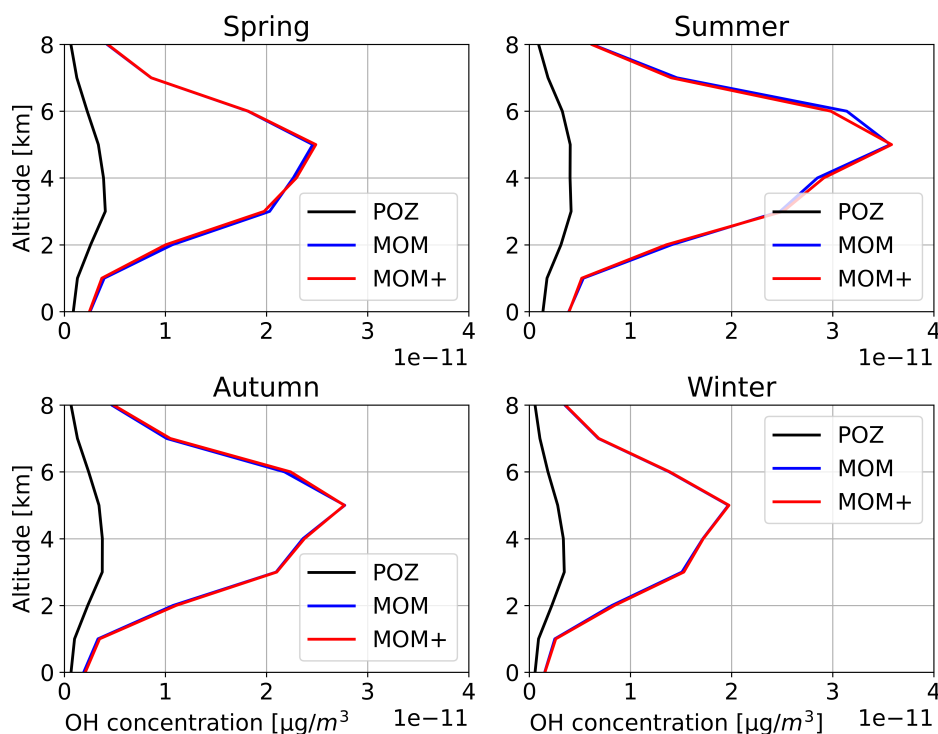 Spring
Summer
Altitude [km]
8
6
4
2
0
POZ
MOM
MOM+
0 1 2 3 4
1e−11
8
6
4
2
0
POZ
MOM
MOM+
0 1 2 3 4
1e−11
Autumn
Winter
Altitude [km]
8
6
4
2
0
POZ
MOM
MOM+
0 1 2 3 4
OH concentration [µg/m³
1e−11
8
6
4
2
0
POZ
MOM
MOM+
0 1 2 3 4
OH concentration [µg/m³]
1e−11